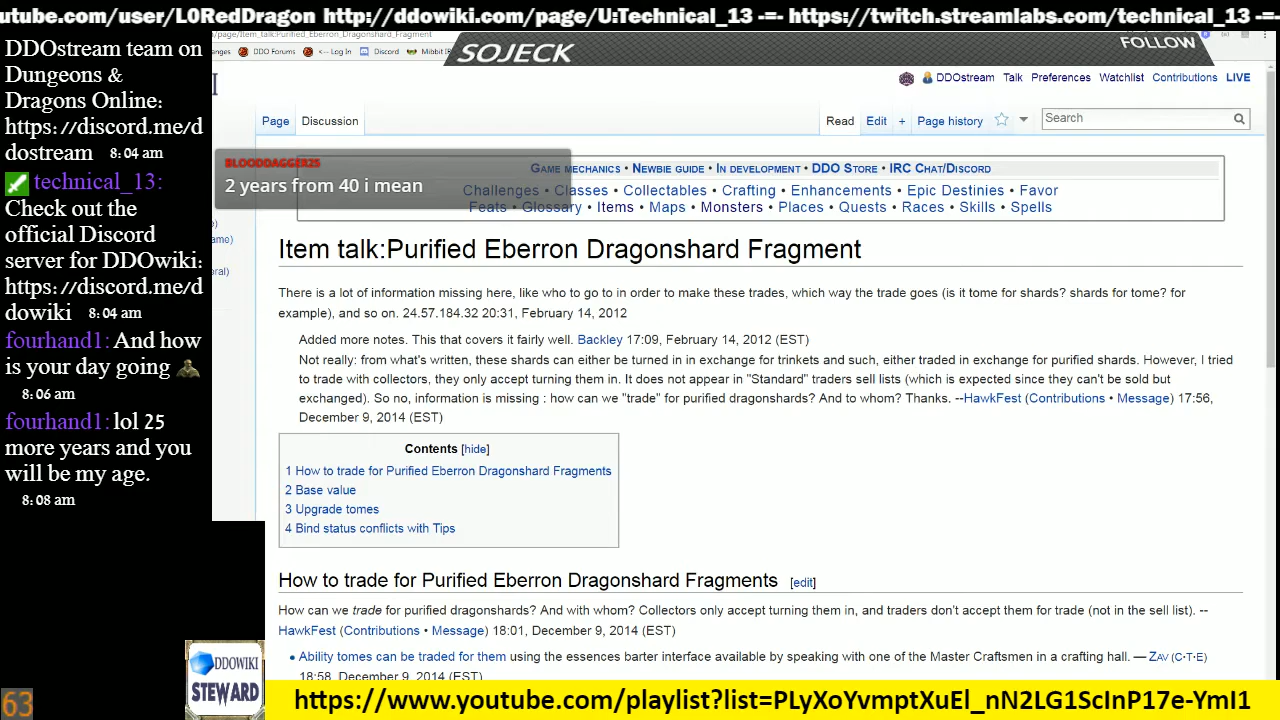 utube.com/user/L0RedDragon http://ddowiki.com/page/U:Technical_13 -=- https://twitch.streamlabs.com/technical_13 -=-
DDOstream team on
Dungeons &
Dragons Online:
https://discord.me/d
dostream 8:04 am
technical_13:
Check out the
official Discord
server for DDOwiki:
https://discord.me/d
dowiki 8:04 am
fourhand1: And how
is your day going
8:06 am
fourhand1: lol 25
more years and you
will be my age.
8:08 am
63
/page/Item_talk:Purified_Eberron_Dragonshard_Fragment
nges DDO Forums <-- Log In Discord Mibbit
SOJECK
FOLLOW
DDOstream Talk Preferences Watchlist Contributions LIVE
Page Discussion Read Edit + Page history Search
BLOODDAGGER25
2 years from 40 i mean
Game mechanics • Newbie guide • In development • DDO Store • IRC Chat/Discord
Challenges • Classes • Collectables • Crafting • Enhancements • Epic Destinies • Favor
Feats • Glossary • Items • Maps • Monsters • Places • Quests • Races • Skills • Spells
Item talk:Purified Eberron Dragonshard Fragment
There is a lot of information missing here, like who to go to in order to make these trades, which way the trade goes (is it tome for shards? shards for tome? for
example), and so on. 24.57.184.32 20:31, February 14, 2012
Added more notes. This that covers it fairly well. Backley 17:09, February 14, 2012 (EST)
Not really: from what's written, these shards can either be turned in in exchange for trinkets and such, either traded in exchange for purified shards. However, I tried
to trade with collectors, they only accept turning them in. It does not appear in "Standard" traders sell lists (which is expected since they can't be sold but
exchanged). So no, information is missing : how can we "trade" for purified dragonshards? And to whom? Thanks. --HawkFest (Contributions • Message) 17:56,
December 9, 2014 (EST)
Contents [hide]
1 How to trade for Purified Eberron Dragonshard Fragments
2 Base value
3 Upgrade tomes
4 Bind status conflicts with Tips
How to trade for Purified Eberron Dragonshard Fragments [edit]
How can we trade for purified dragonshards? And with whom? Collectors only accept turning them in, and traders don't accept them for trade (not in the sell list). --
HawkFest (Contributions • Message) 18:01, December 9, 2014 (EST)
• Ability tomes can be traded for them using the essences barter interface available by speaking with one of the Master Craftsmen in a crafting hall. — Zav (C·T·E)
18:58, December 9, 2014 (EST)
DDOWIKI
STEWARD
https://www.youtube.com/playlist?list=PLyXoYvmptXuEl_nN2LG1ScInP17e-YmI1